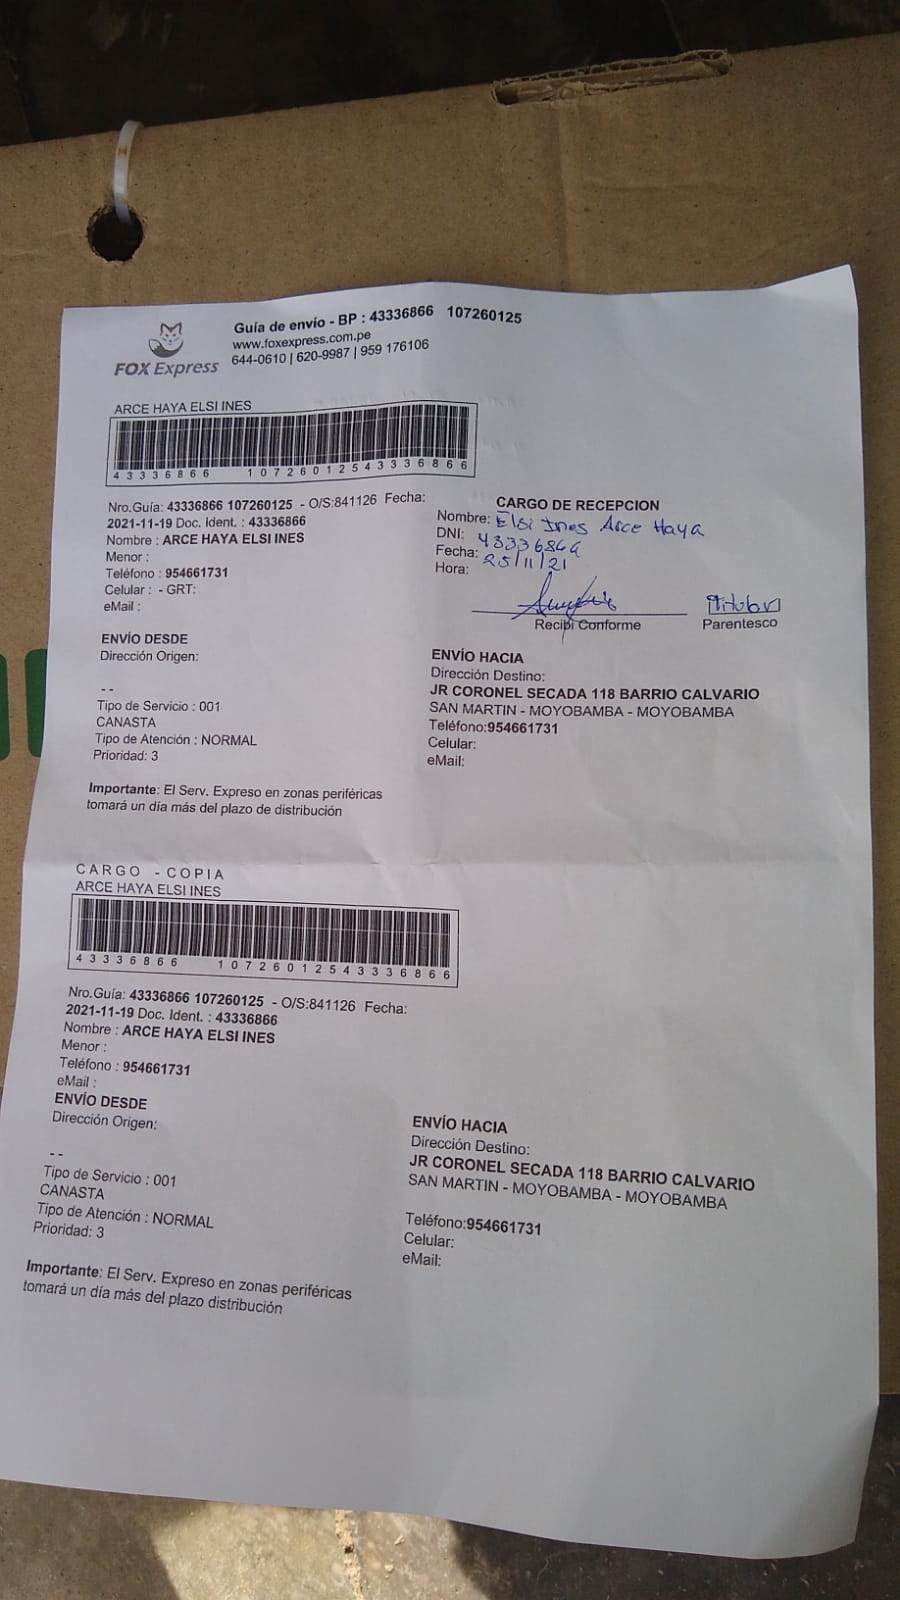 FOX Express
Guía de envío - BP : 43336866 107260125
www.foxexpress.com.pe
644-0610 | 620-9987 | 959 176106
ARCE HAYA ELSI INES
43336866 10726012543336866
Nro.Guía: 43336866 107260125 - O/S:841126 Fecha:
2021-11-19 Doc. Ident. : 43336866
Nombre : ARCE HAYA ELSI INES
Menor :
Teléfono : 954661731
Celular : - GRT:
eMail :
CARGO DE RECEPCION
Nombre: Elsi Ines Arce Haya
DNI: 43336866
Fecha: 25/11/21
Hora:
Recibi Conforme
Titular
Parentesco
ENVÍO DESDE
Dirección Origen:
- -
Tipo de Servicio : 001
CANASTA
Tipo de Atención : NORMAL
Prioridad: 3
ENVÍO HACIA
Dirección Destino:
JR CORONEL SECADA 118 BARRIO CALVARIO
SAN MARTIN - MOYOBAMBA - MOYOBAMBA
Teléfono:954661731
Celular:
eMail:
Importante: El Serv. Expreso en zonas periféricas
tomará un día más del plazo de distribución
CARGO - COPIA
ARCE HAYA ELSI INES
43336866 10726012543336866
Nro.Guía: 43336866 107260125 - O/S:841126 Fecha:
2021-11-19 Doc. Ident. : 43336866
Nombre : ARCE HAYA ELSI INES
Menor :
Teléfono : 954661731
eMail :
ENVÍO DESDE
Dirección Origen:
- -
Tipo de Servicio : 001
CANASTA
Tipo de Atención : NORMAL
Prioridad: 3
ENVÍO HACIA
Dirección Destino:
JR CORONEL SECADA 118 BARRIO CALVARIO
SAN MARTIN - MOYOBAMBA - MOYOBAMBA
Teléfono:954661731
Celular:
eMail:
Importante: El Serv. Expreso en zonas periféricas
tomará un día más del plazo distribución